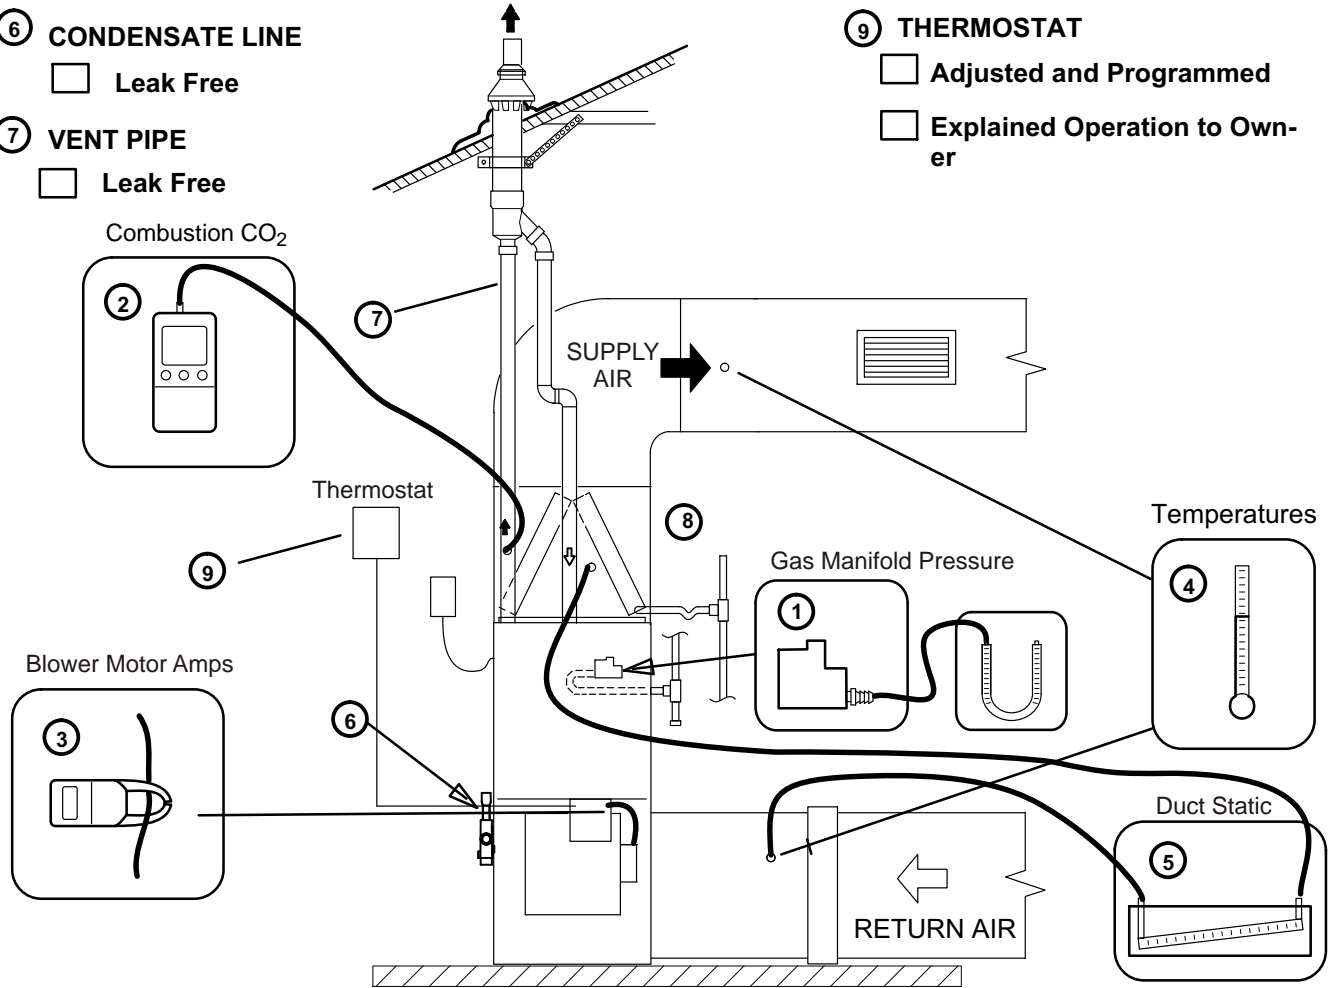 6 CONDENSATE LINE
Leak Free
7 VENT PIPE
Leak Free
9 THERMOSTAT
Adjusted and Programmed
Explained Operation to Own-
er
Combustion CO2
2
7
SUPPLY
AIR
Thermostat
9
8
Temperatures
4
Gas Manifold Pressure
1
Blower Motor Amps
3
6
Duct Static
5
RETURN AIR